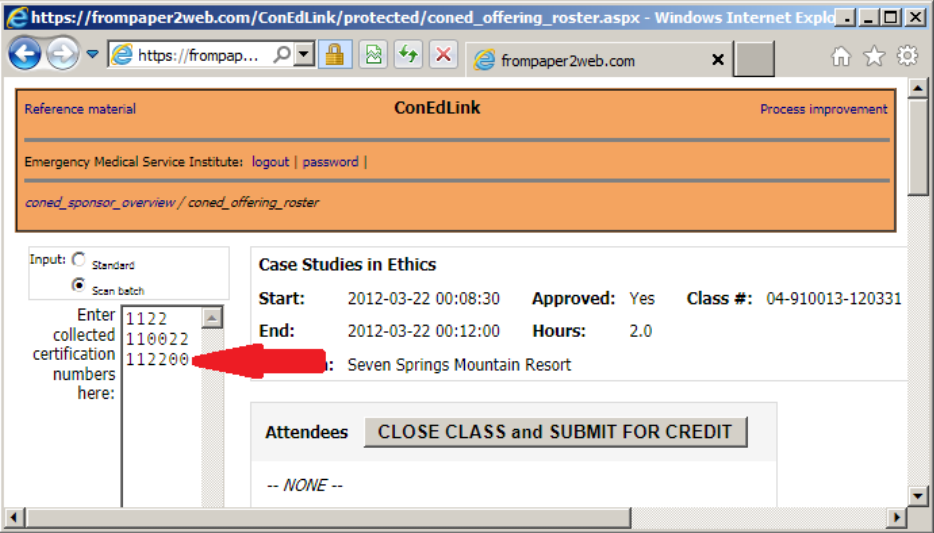 https://frompaper2web.com/ConEdLink/protected/coned_offering_roster.aspx - Windows Internet Explo
https://frompap...
frompaper2web.com
Reference material
ConEdLink
Process improvement
Emergency Medical Service Institute: logout | password |
coned_sponsor_overview / coned_offering_roster
Input:
Standard
Scan batch
Enter collected certification numbers here:
1122
110022
112200
Case Studies in Ethics
Start: 2012-03-22 00:08:30 Approved: Yes Class #: 04-910013-120331
End: 2012-03-22 00:12:00 Hours: 2.0
Seven Springs Mountain Resort
Attendees CLOSE CLASS and SUBMIT FOR CREDIT
-- NONE --